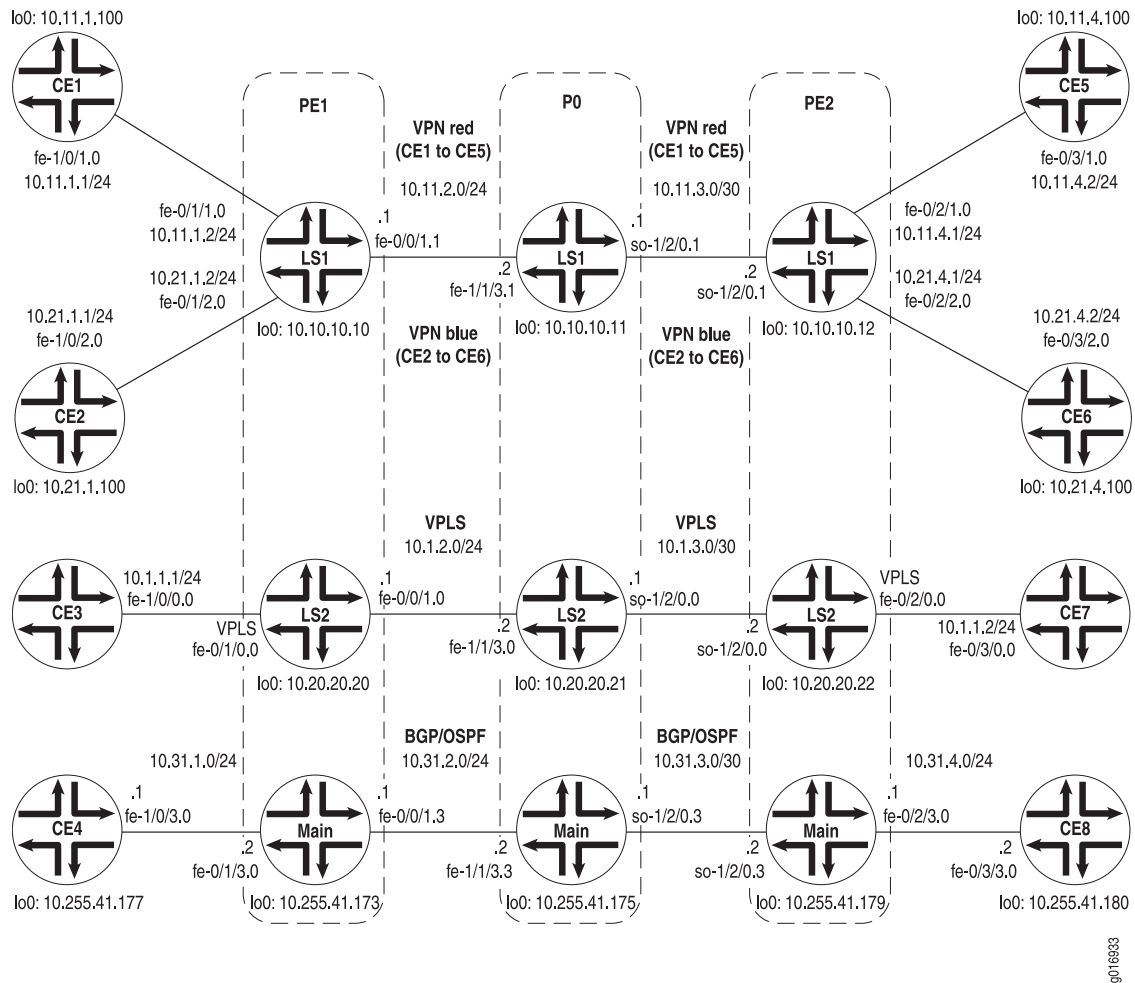 lo0: 10.11.1.100
CE1
fe-1/0/1.0
10.11.1.1/24
PE1
P0
PE2
lo0: 10.11.4.100
CE5
fe-0/3/1.0
10.11.4.2/24
VPN red
(CE1 to CE5)
10.11.2.0/24
VPN red
(CE1 to CE5)
10.11.3.0/30
fe-0/1/1.0
10.11.1.2/24
10.21.1.2/24
fe-0/1/2.0
LS1
.1
fe-0/0/1.1
.2
fe-1/1/3.1
LS1
.1
so-1/2/0.1
.2
so-1/2/0.1
LS1
fe-0/2/1.0
10.11.4.1/24
10.21.4.1/24
fe-0/2/2.0
lo0: 10.10.10.10
lo0: 10.10.10.11
lo0: 10.10.10.12
10.21.1.1/24
fe-1/0/2.0
CE2
lo0: 10.21.1.100
VPN blue
(CE2 to CE6)
VPN blue
(CE2 to CE6)
10.21.4.2/24
fe-0/3/2.0
CE6
lo0: 10.21.4.100
VPLS
10.1.2.0/24
VPLS
10.1.3.0/30
CE3
10.1.1.1/24
fe-1/0/0.0
VPLS
fe-0/1/0.0
LS2
.1
fe-0/0/1.0
.2
fe-1/1/3.0
LS2
.1
so-1/2/0.0
.2
so-1/2/0.0
LS2
VPLS
fe-0/2/0.0
10.1.1.2/24
fe-0/3/0.0
CE7
lo0: 10.20.20.20
lo0: 10.20.20.21
lo0: 10.20.20.22
BGP/OSPF
10.31.2.0/24
BGP/OSPF
10.31.3.0/30
10.31.1.0/24
10.31.4.0/24
CE4
.1
fe-1/0/3.0
.2
fe-0/1/3.0
Main
.1
fe-0/0/1.3
.2
fe-1/1/3.3
Main
.1
so-1/2/0.3
.2
so-1/2/0.3
Main
.1
fe-0/2/3.0
.2
fe-0/3/3.0
CE8
lo0: 10.255.41.177
lo0: 10.255.41.173
lo0: 10.255.41.175
lo0: 10.255.41.179
lo0: 10.255.41.180
g016933